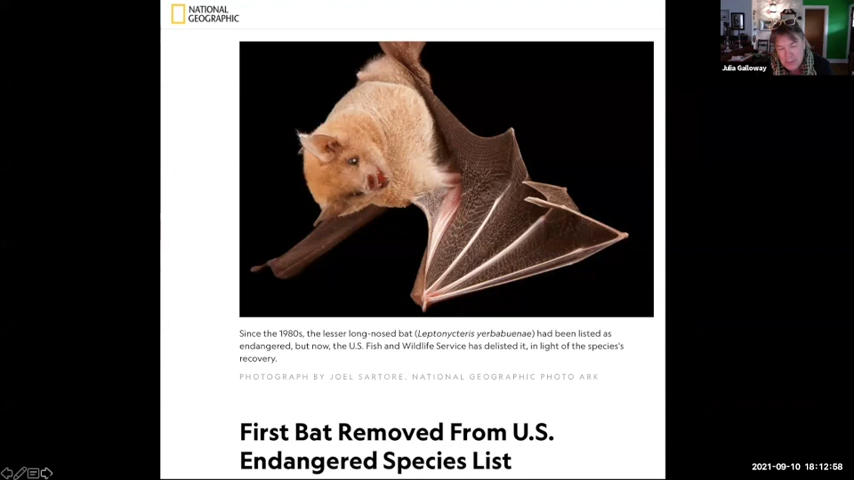 NATIONAL
GEOGRAPHIC
Julia Galloway
Since the 1980s, the lesser long-nosed bat (Leptonycteris yerbabuenae) had been listed as
endangered, but now, the U.S. Fish and Wildlife Service has delisted it, in light of the species's
recovery.
PHOTOGRAPH BY JOEL SARTORE, NATIONAL GEOGRAPHIC PHOTO ARK
First Bat Removed From U.S.
Endangered Species List
2021-09-10 18:12:58